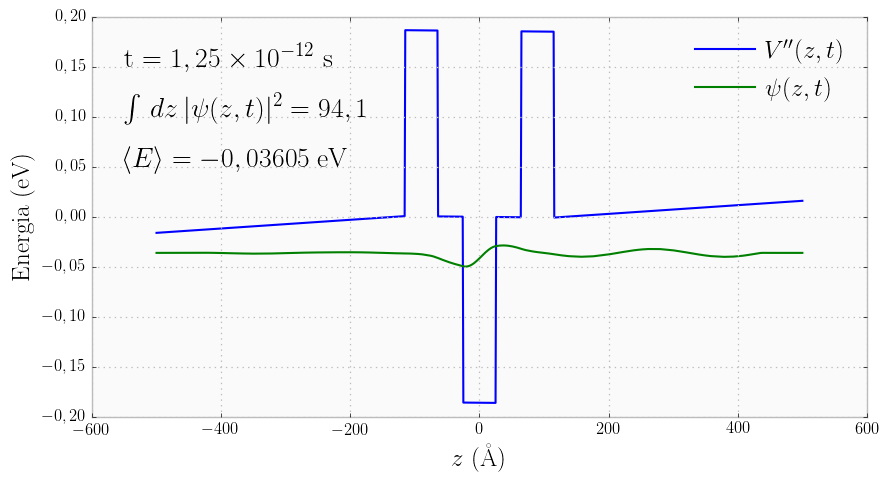 t = 1,25 × 10⁻¹² s
∫ dz |ψ(z,t)|² = 94,1
⟨E⟩ = −0,03605 eV
V″(z,t)
ψ(z,t)
Energia (eV)
0,20
0,15
0,10
0,05
0,00
−0,05
−0,10
−0,15
−0,20
−600 −400 −200 0 200 400 600
z (Å)